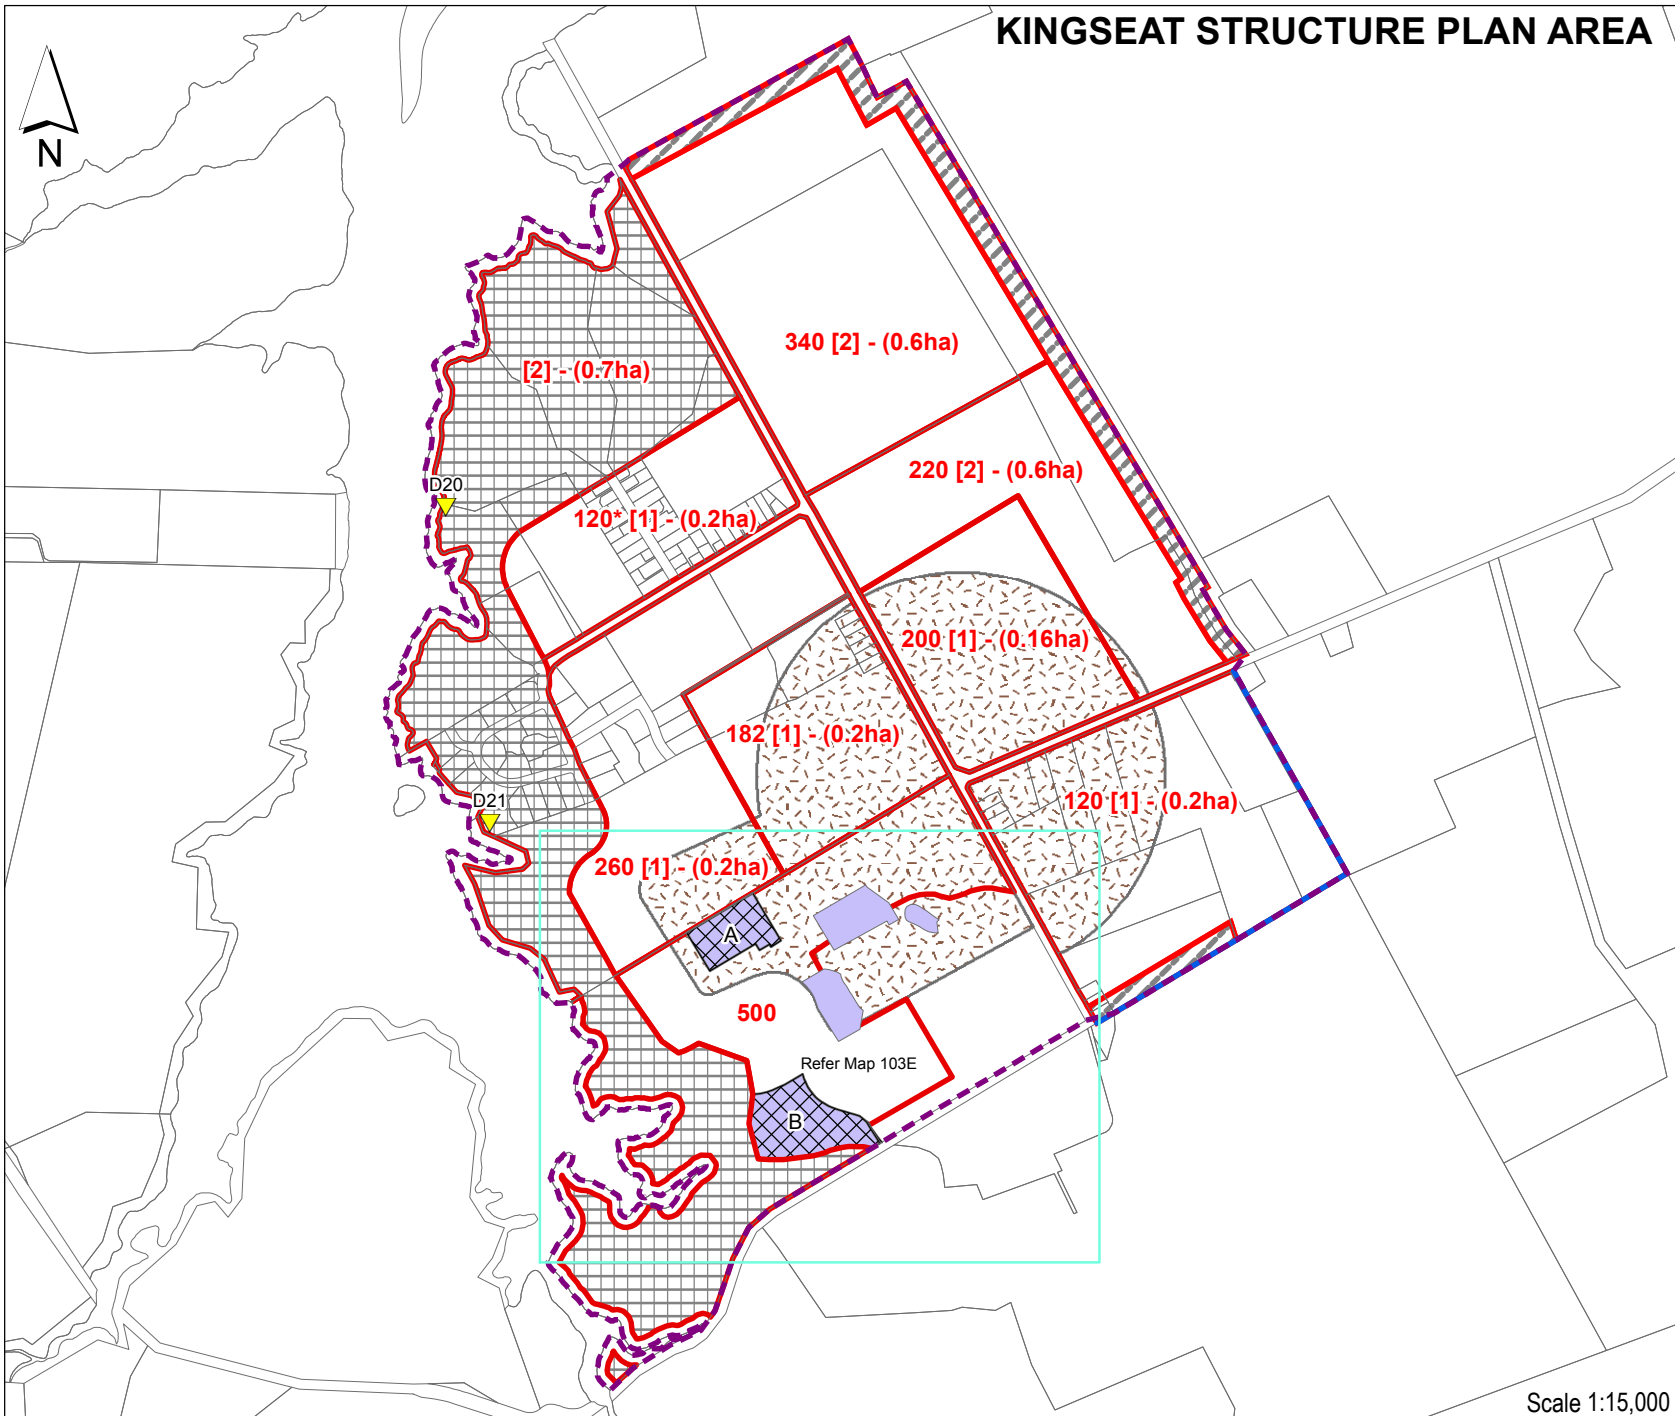 KINGSEAT STRUCTURE PLAN AREA
N
340 [2] - (0.6ha)
[2] - (0.7ha)
220 [2] - (0.6ha)
D20
120* [1] - (0.2ha)
200 [1] - (0.16ha)
182 [1] - (0.2ha)
D21
120 [1] - (0.2ha)
260 [1] - (0.2ha)
A
500
Refer Map 103E
B
Scale 1:15,000